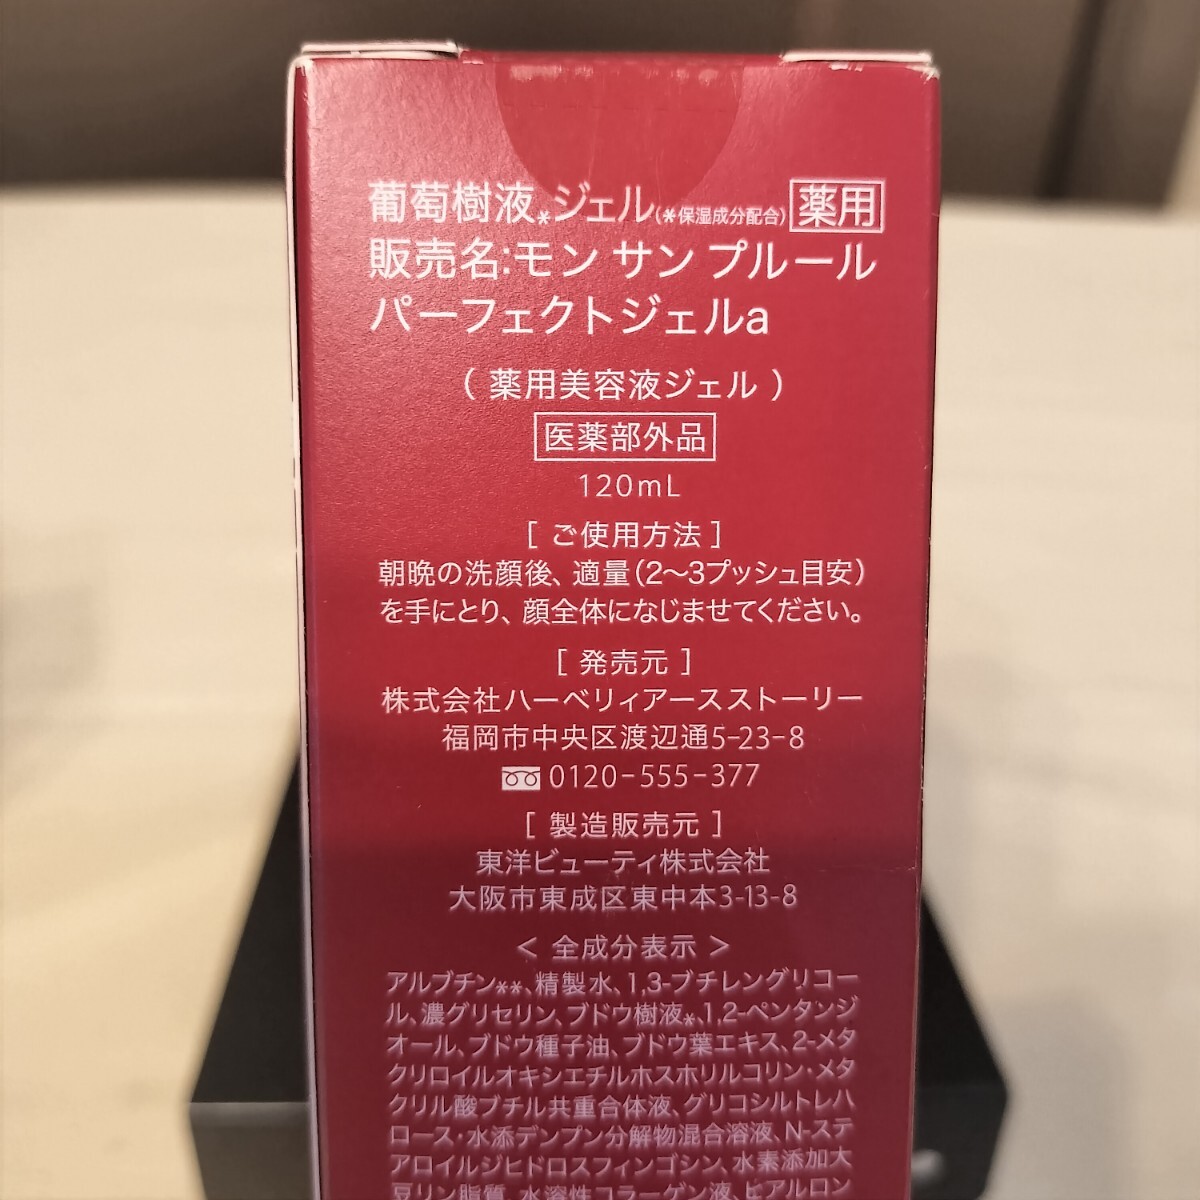 葡萄樹液*ジェル(*保湿成分配合) 薬用
販売名:モン サン プルール
パーフェクトジェルa
( 薬用美容液ジェル )
医薬部外品
120mL
[ ご使用方法 ]
朝晩の洗顔後、適量(2〜3プッシュ目安)
を手にとり、顔全体になじませてください。
[ 発売元 ]
株式会社ハーベリィアースストーリー
福岡市中央区渡辺通5-23-8
0120-555-377
[ 製造販売元 ]
東洋ビューティ株式会社
大阪市東成区東中本3-13-8
< 全成分表示 >
アルブチン**、精製水、1,3-ブチレングリコー
ル、濃グリセリン、ブドウ樹液*、1,2-ペンタンジ
オール、ブドウ種子油、ブドウ葉エキス、2-メタ
クリロイルオキシエチルホスホリルコリン・メタ
クリル酸ブチル共重合体液、グリコシルトレハ
ロース・水添デンプン分解物混合溶液、N-ステ
アロイルジヒドロスフィンゴシン、水素添加大
豆リン脂質、水溶性コラーゲン液、ヒアルロン